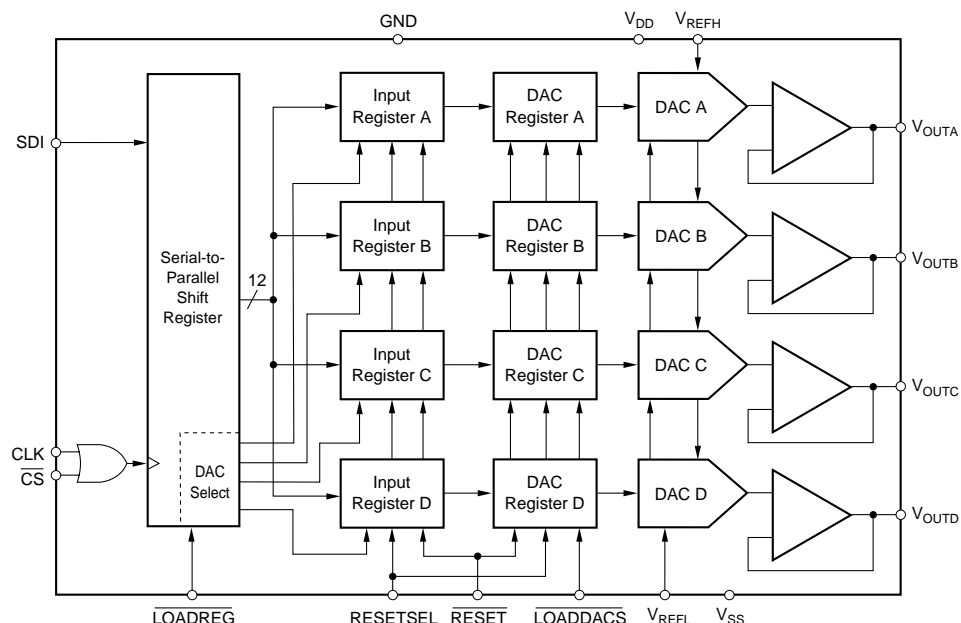 GND
VDD
VREFH
SDI
Serial-to-
Parallel
Shift
Register
12
DAC
Select
CLK
CS
Input
Register A
DAC
Register A
DAC A
VOUTA
Input
Register B
DAC
Register B
DAC B
VOUTB
Input
Register C
DAC
Register C
DAC C
VOUTC
Input
Register D
DAC
Register D
DAC D
VOUTD
LOADREG
RESETSEL
RESET
LOADDACS
VREFL
VSS